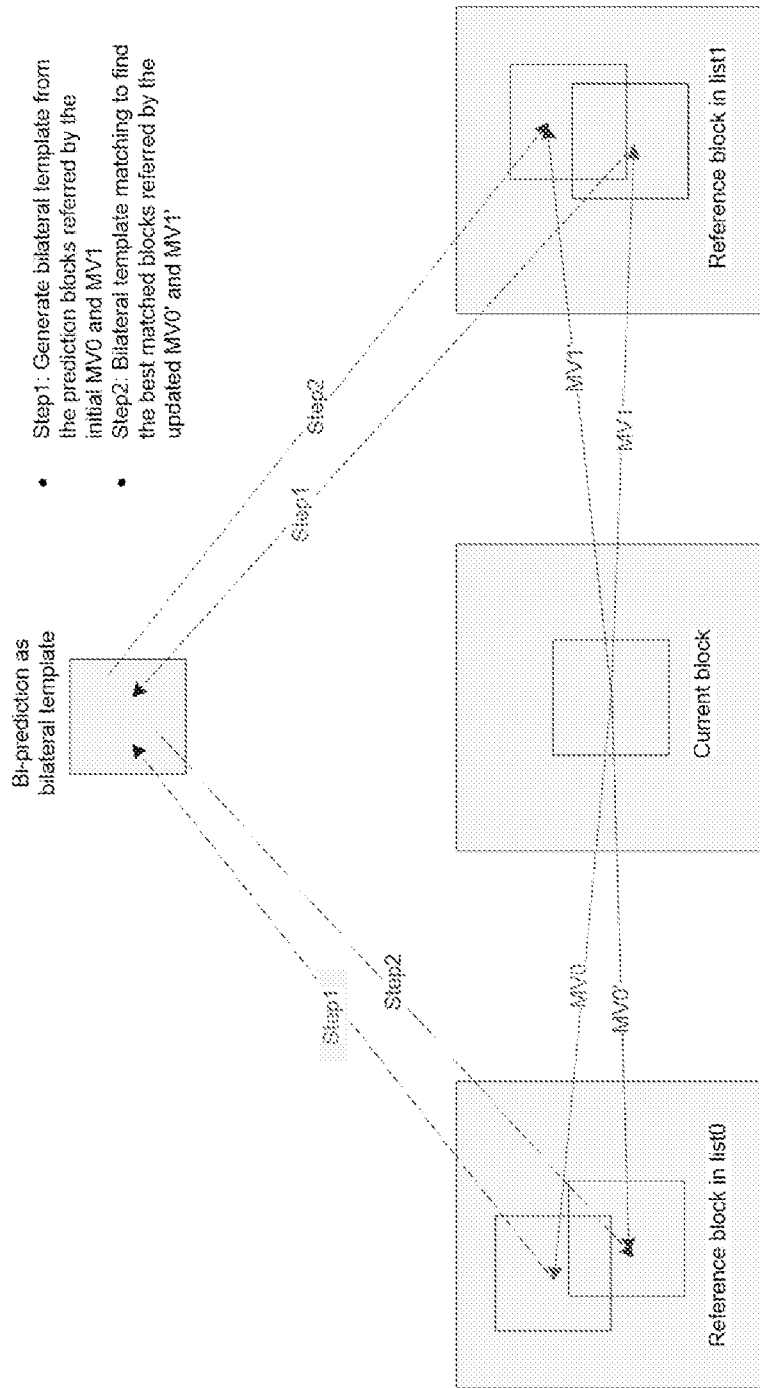 Bi-prediction as
bilateral template
• Step1: Generate bilateral template from
the prediction blocks referred by the
initial MV0 and MV1
• Step2: Bilateral template matching to find
the best matched blocks referred by the
updated MV0' and MV1'
Step1
Step2
Step2
Step1
MV0
MV0'
MV1'
MV1
Reference block in list0
Current block
Reference block in list1